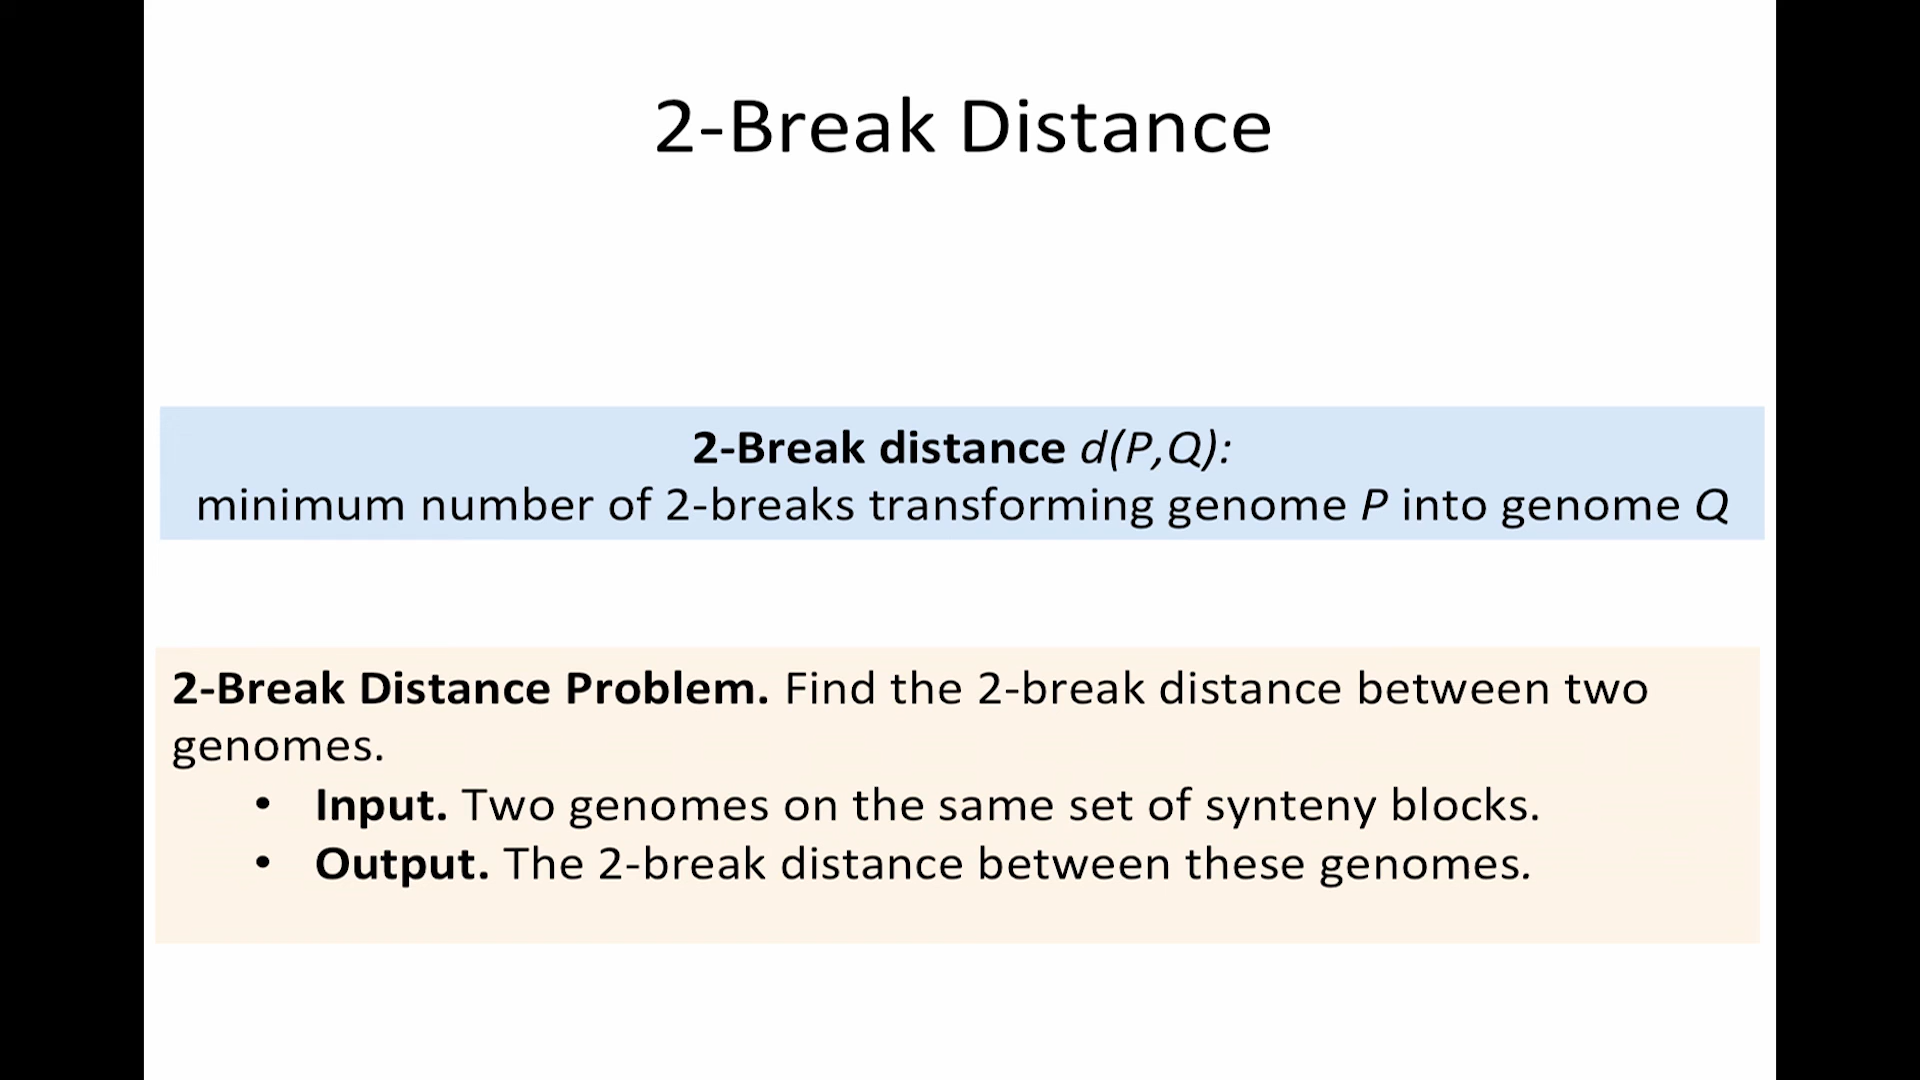 2-Break Distance
2-Break distance d(P,Q):
minimum number of 2-breaks transforming genome P into genome Q
2-Break Distance Problem. Find the 2-break distance between two
genomes.
• Input. Two genomes on the same set of synteny blocks.
• Output. The 2-break distance between these genomes.